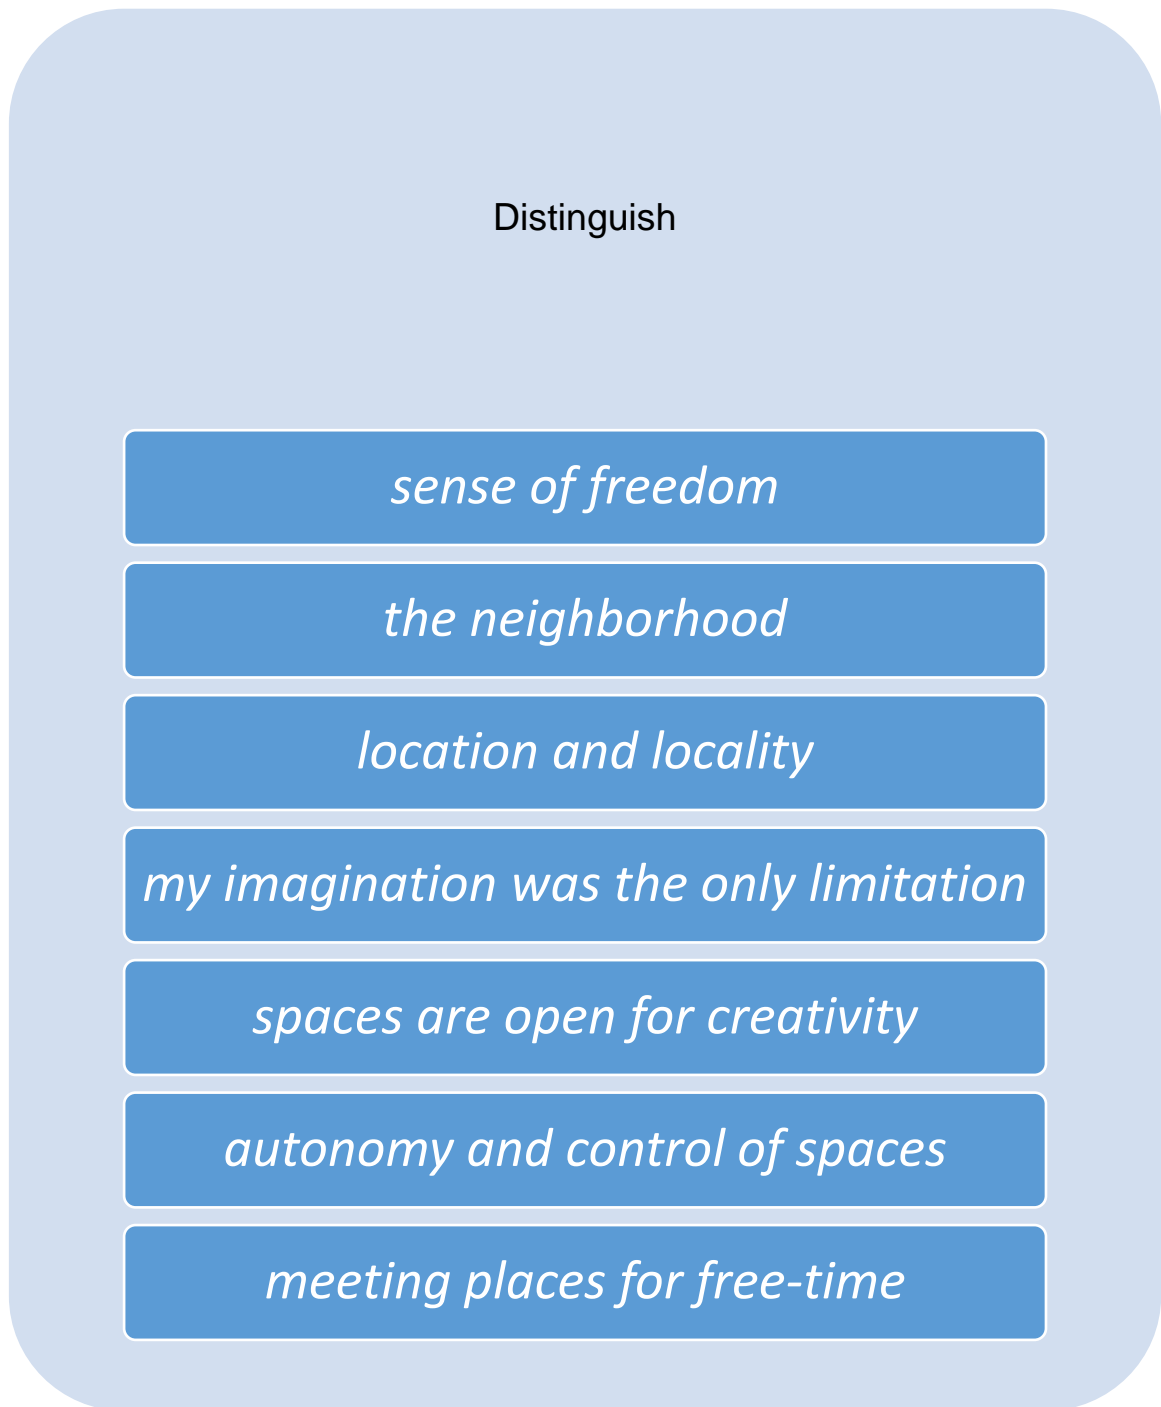 Distinguish
sense of freedom
the neighborhood
location and locality
my imagination was the only limitation
spaces are open for creativity
autonomy and control of spaces
meeting places for free-time